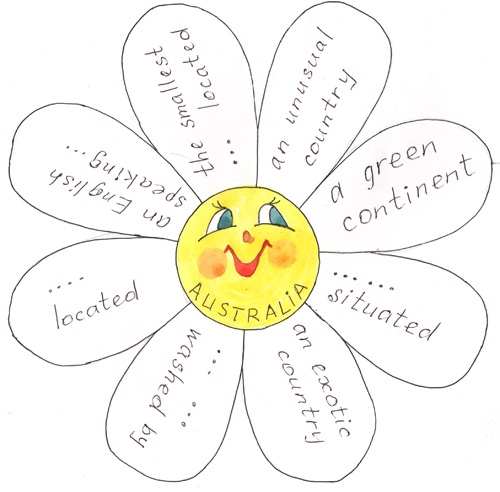 the smallest
... located
an unusual
country
a green
continent
......
situated
an exotic
country
... ...
washed by
.....
located
an English
speaking ...
AUSTRALIA